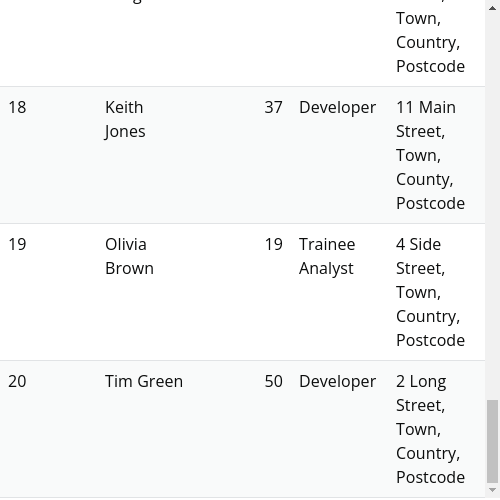 Town,
Country,
Postcode
18 Keith 37 Developer 11 Main
Jones Street,
Town,
County,
Postcode
19 Olivia 19 Trainee 4 Side
Brown Analyst Street,
Town,
Country,
Postcode
20 Tim Green 50 Developer 2 Long
Street,
Town,
Country,
Postcode